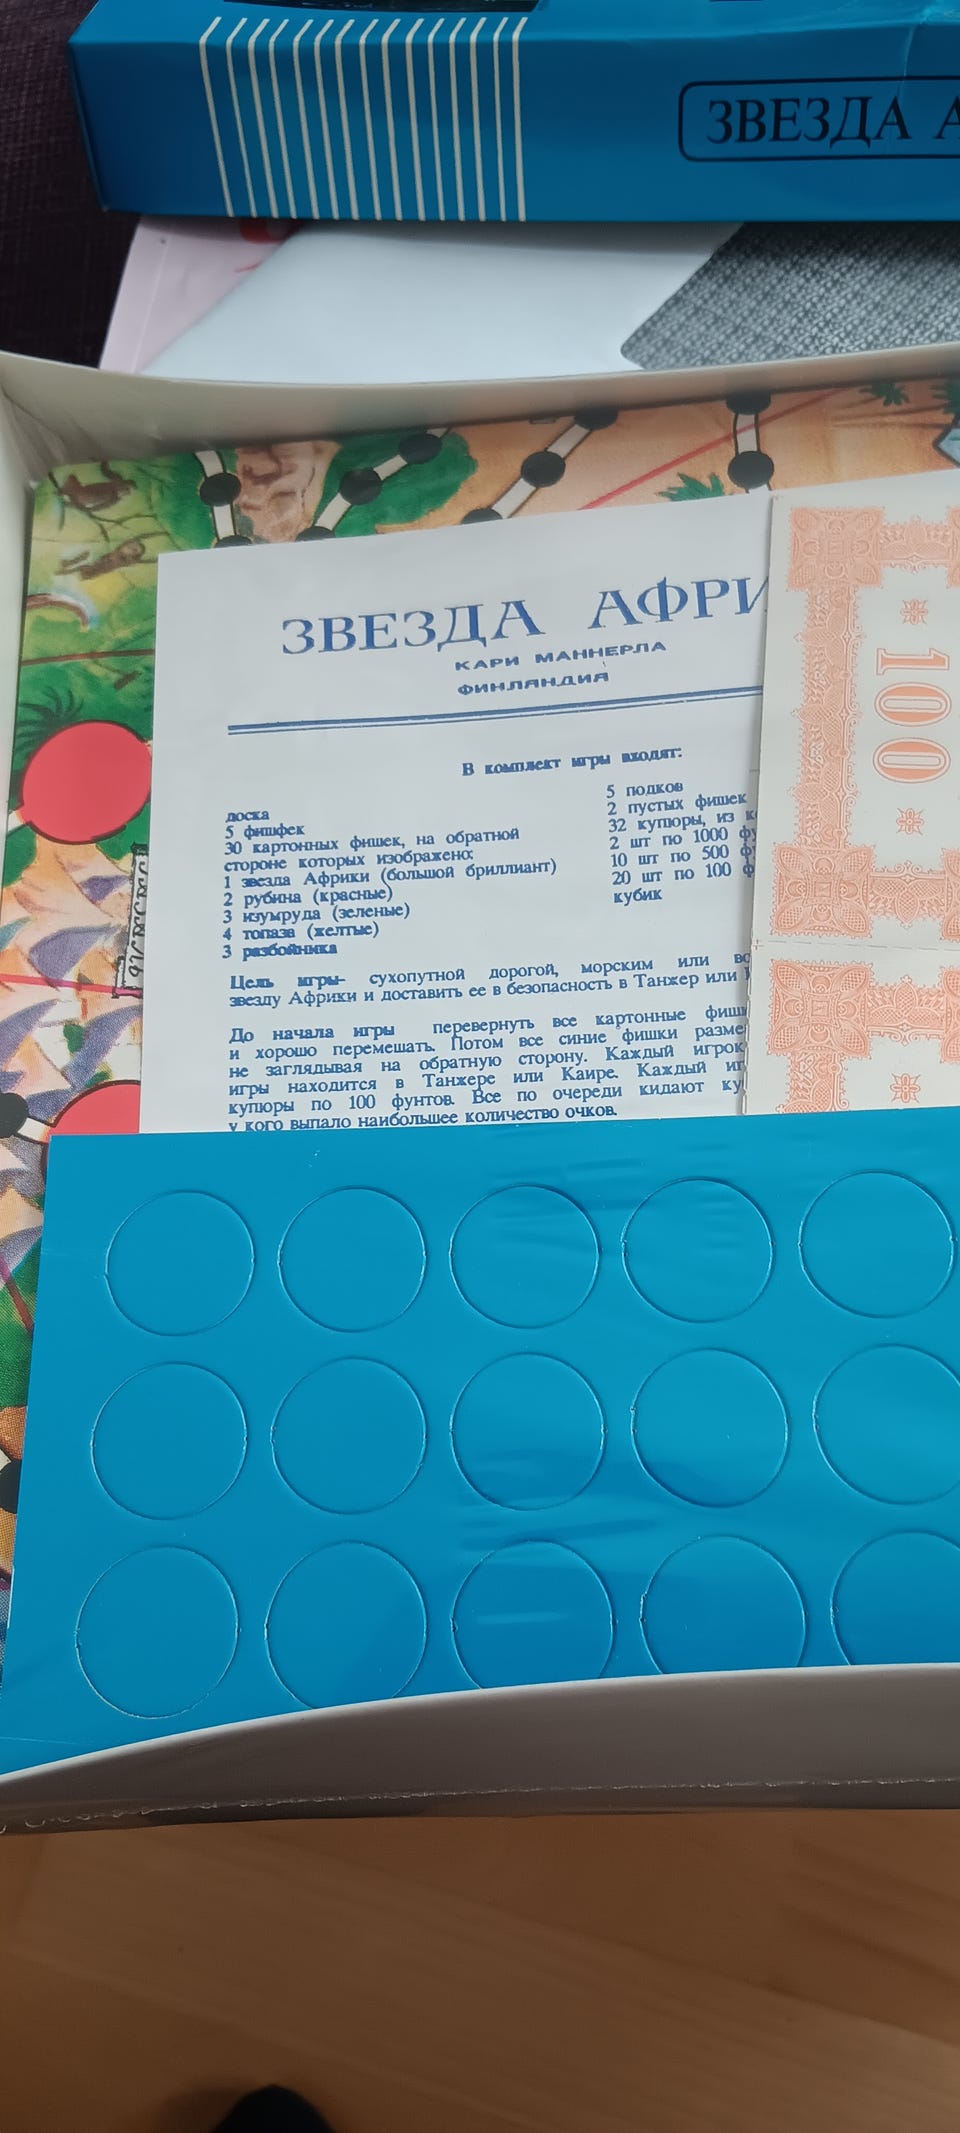 ЗВЕЗДА
ЗВЕЗДА АФРИ
КАРИ МАННЕРЛА
ФИНЛЯНДИЯ
В комплект игры входят:
доска
5 фишфек
30 картонных фишек, на обратной
стороне которых изображено:
1 звезда Африки (большой бриллиант)
2 рубина (красные)
3 изумруда (зеленые)
4 топаза (желтые)
3 разбойника
5 подков
2 пустых фишек
32 купюры, из
2 шт по 1000
10 шт по 500
20 шт по 100
кубик
Цель игры- сухопутной дорогой, морским или
звезду Африки и доставить ее в безопасность в Танжер или
До начала игры перевернуть все картонные
и хорошо перемешать. Потом все синие фишки
не заглядывая на обратную сторону. Каждый игрок
игры находится в Танжере или Каире. Каждый
купюры по 100 фунтов. Все по очереди кидают
у кого выпало наибольшее количество очков.
100